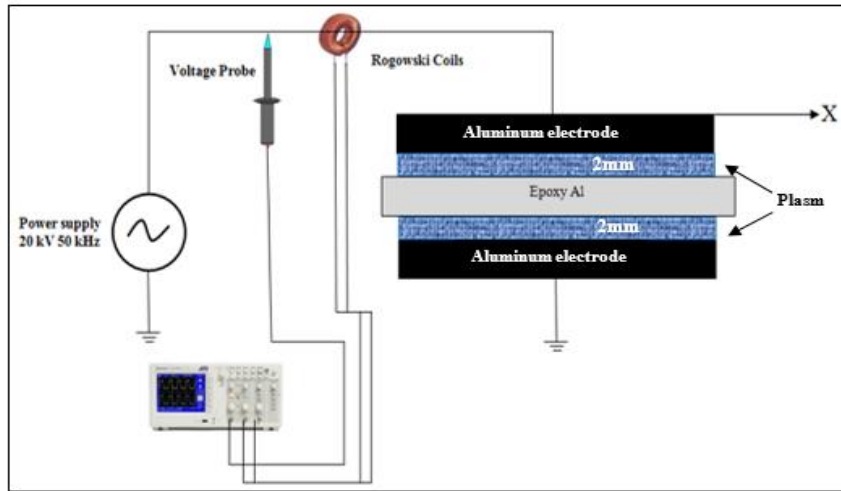 Voltage Probe
Rogowski Coils
X
Aluminum electrode
2mm
Epoxy Al
Plasm
2mm
Aluminum electrode
Power supply
20 kV 50 kHz